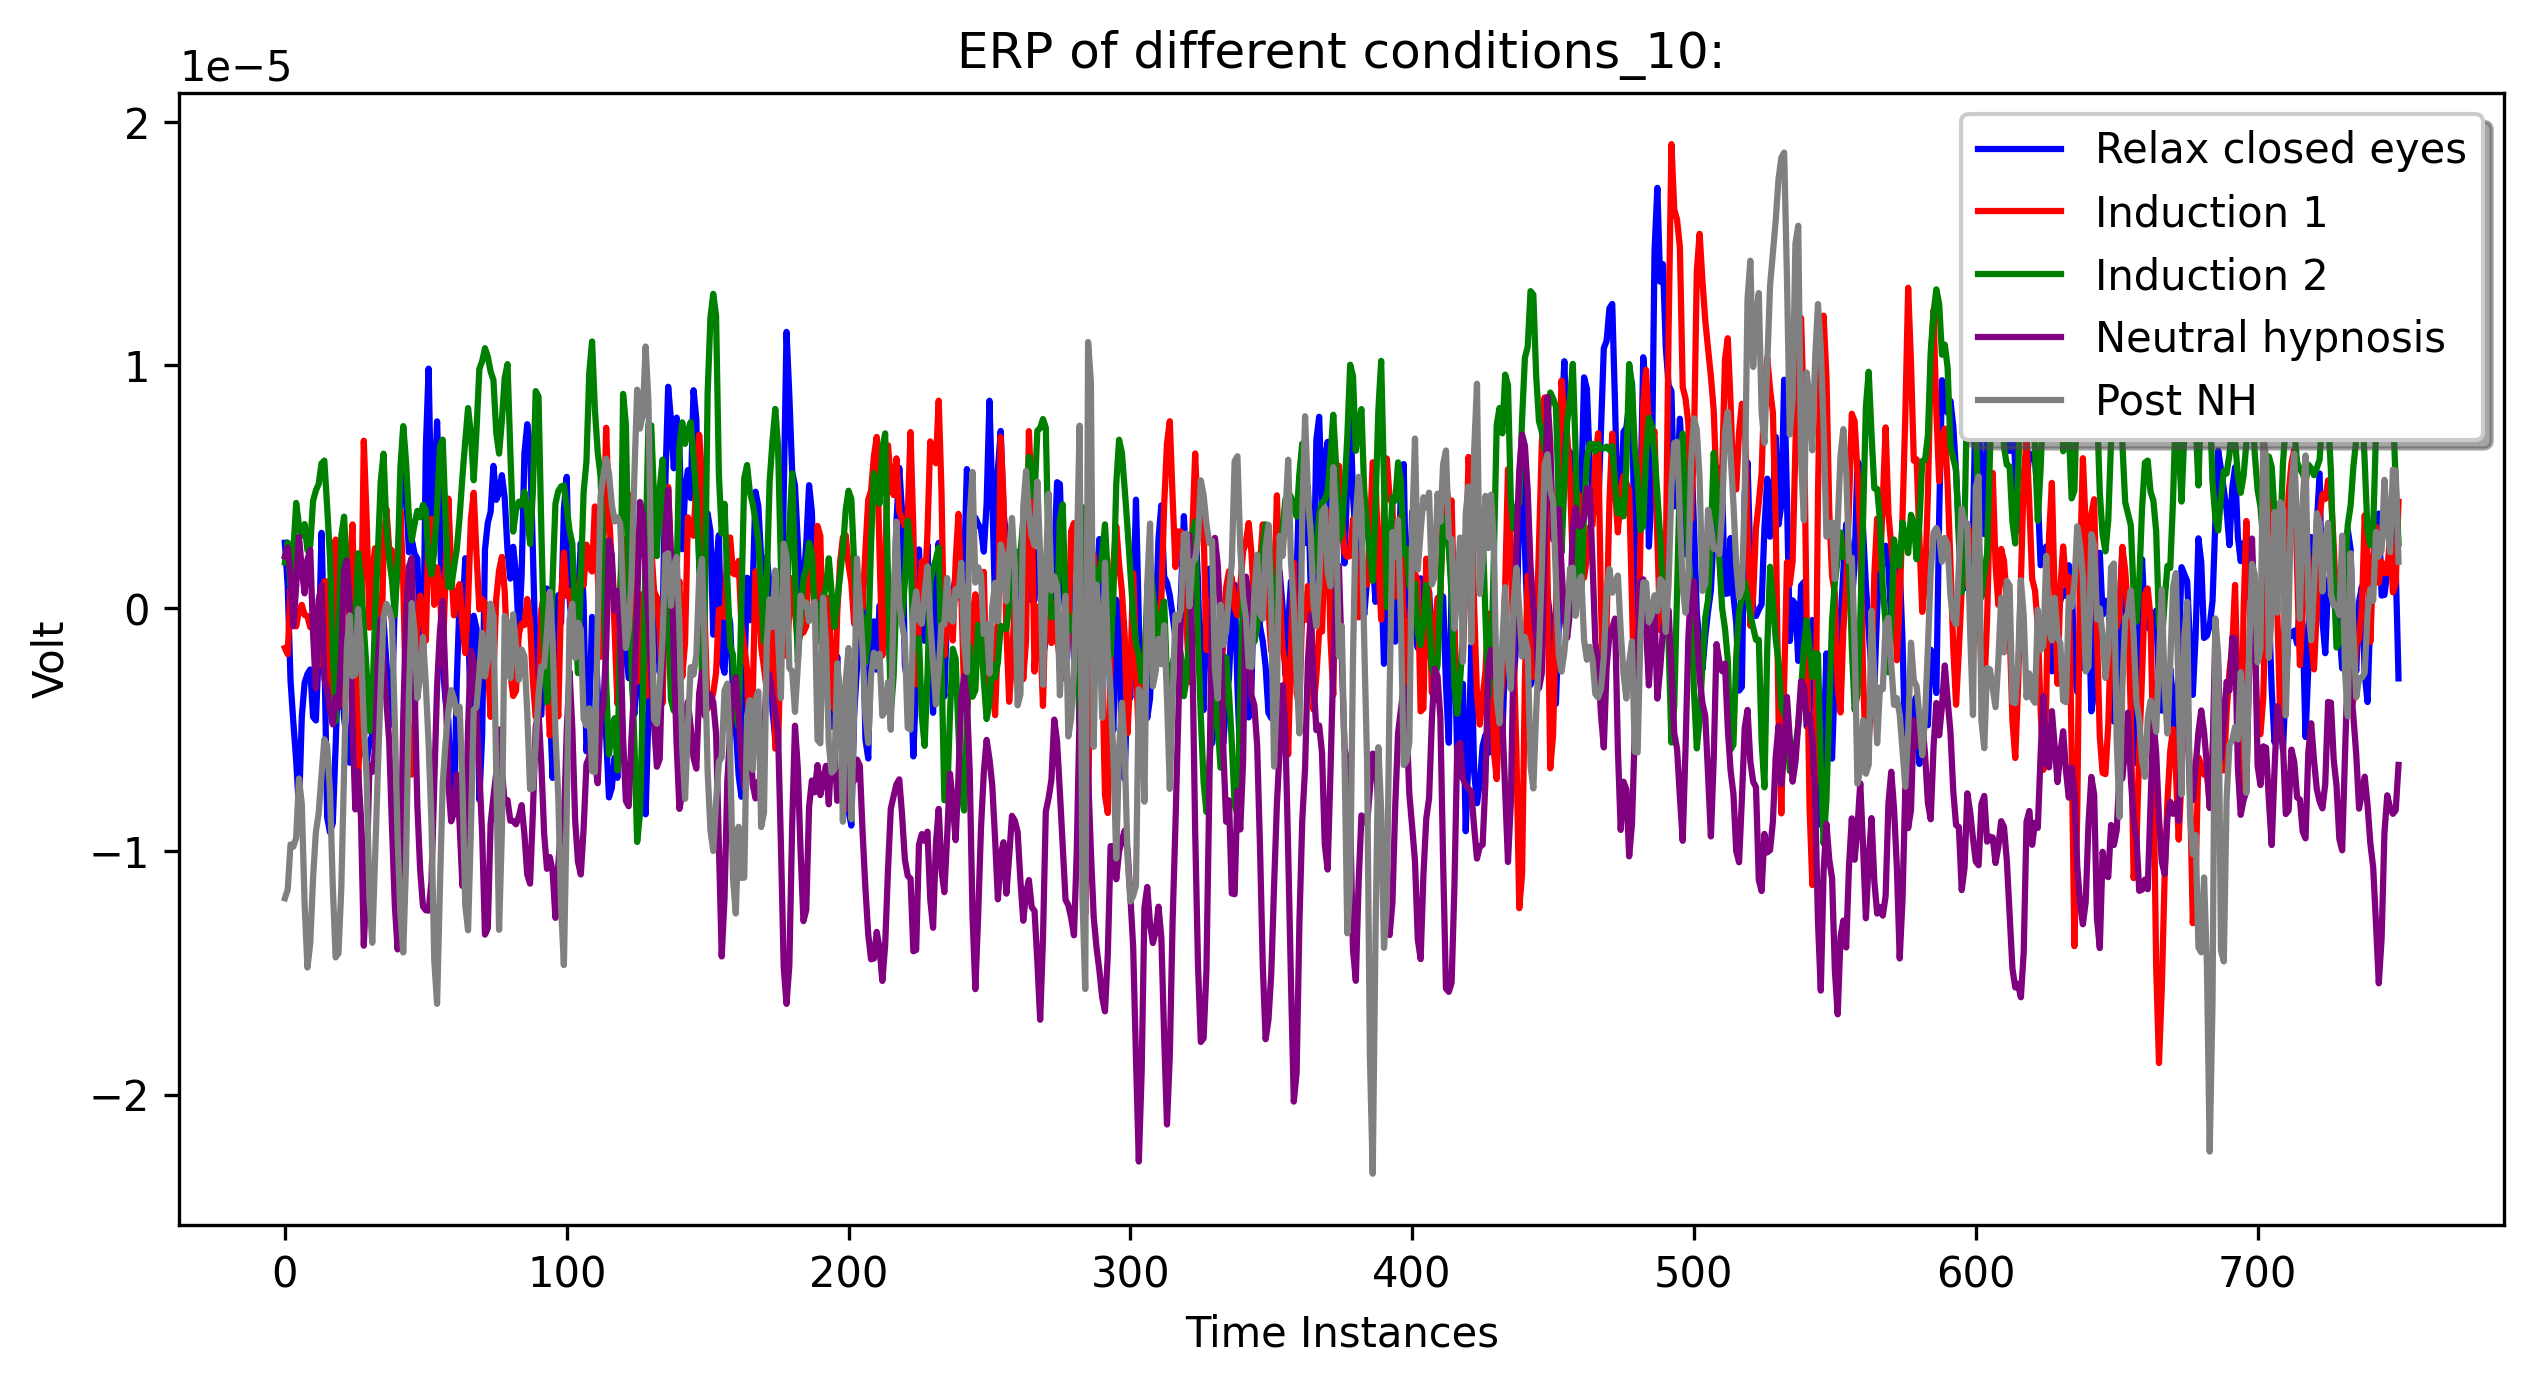 ERP of different conditions_10:
1e−5
2
1
0
−1
−2
Volt
Relax closed eyes
Induction 1
Induction 2
Neutral hypnosis
Post NH
0 100 200 300 400 500 600 700
Time Instances